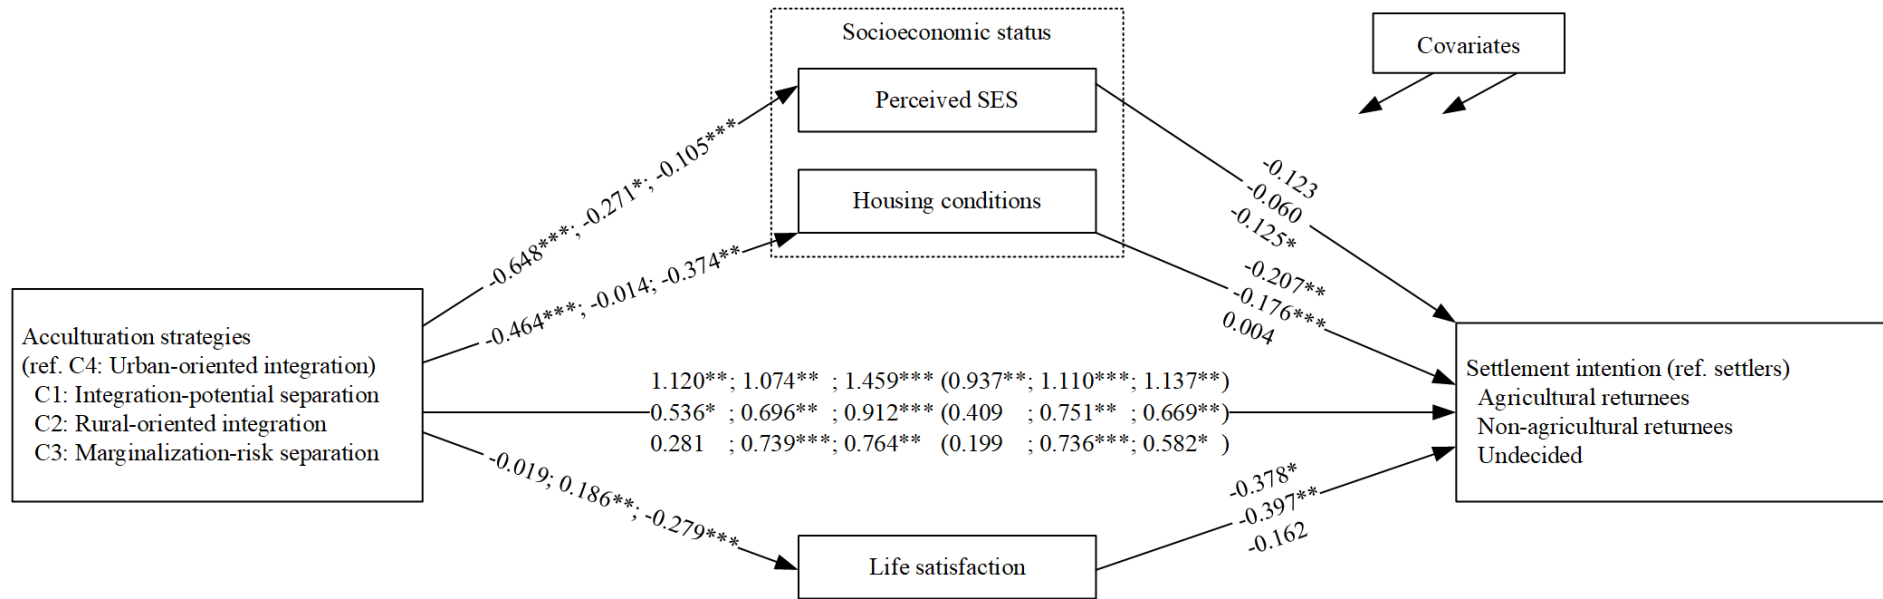 Socioeconomic status
Covariates
Perceived SES
-0.648***; -0.271*; -0.105***
Housing conditions
-0.464***; -0.014; -0.374**
-0.123
-0.060
-0.125*
-0.207**
-0.176***
0.004
Acculturation strategies
(ref. C4: Urban-oriented integration)
C1: Integration-potential separation
C2: Rural-oriented integration
C3: Marginalization-risk separation
1.120**; 1.074** ; 1.459*** (0.937**; 1.110***; 1.137**)
0.536* ; 0.696** ; 0.912*** (0.409 ; 0.751** ; 0.669**)
0.281 ; 0.739***; 0.764** (0.199 ; 0.736***; 0.582* )
Settlement intention (ref. settlers)
Agricultural returnees
Non-agricultural returnees
Undecided
-0.019; 0.186**; -0.279***
-0.378*
-0.397**
-0.162
Life satisfaction